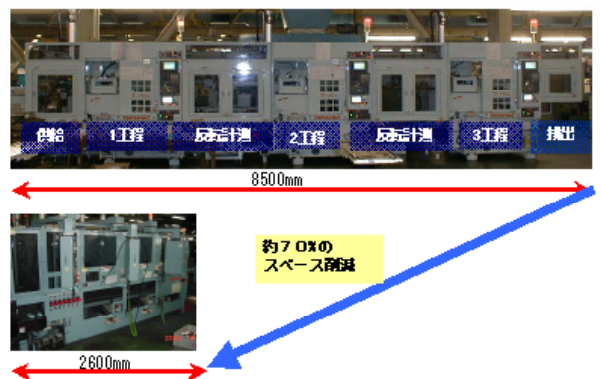 供給 1工程 反転計測 2工程 反転計測 3工程 排出
8500mm
約70%の
スペース削減
2600mm